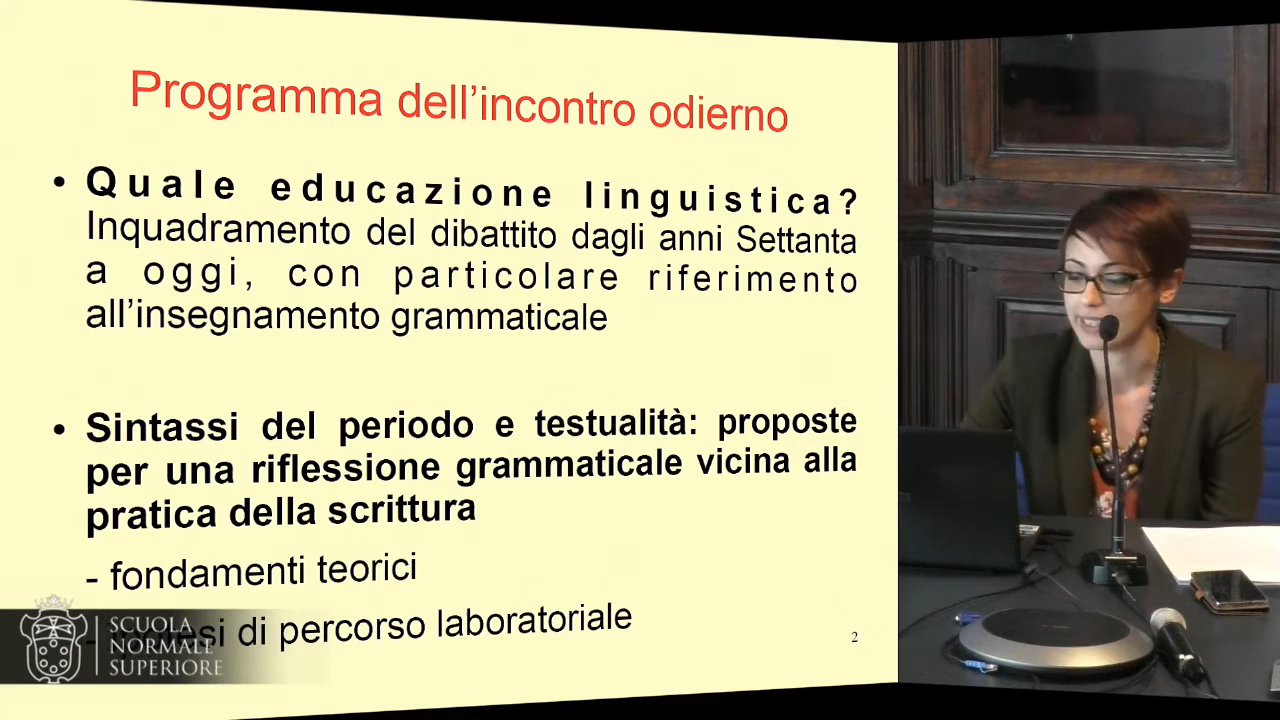 Programma dell'incontro odierno
• Quale educazione linguistica?
Inquadramento del dibattito dagli anni Settanta
a oggi, con particolare riferimento
all'insegnamento grammaticale
• Sintassi del periodo e testualità: proposte
per una riflessione grammaticale vicina alla
pratica della scrittura
- fondamenti teorici
- ipotesi di percorso laboratoriale
2
SCUOLA
NORMALE
SUPERIORE